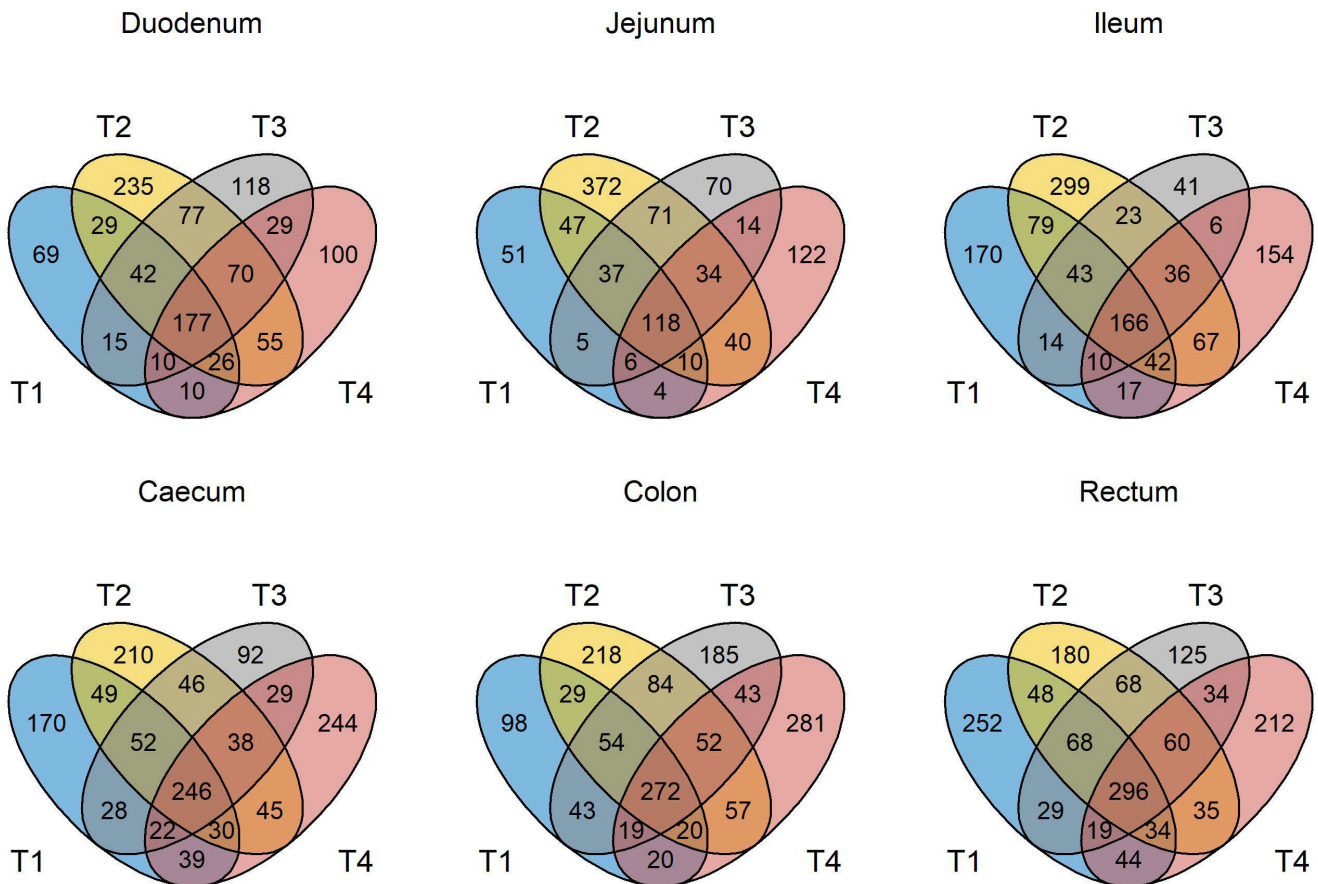 Duodenum Jejunum Ileum
T2 T3 T2 T3 T2 T3
235 118 372 70 299 41
29 77 29 47 71 14 79 23 6
69 42 70 100 51 37 34 122 170 43 36 154
177 118 166
15 55 5 40 14 67
10 26 6 10 10 42
T1 10 T4 T1 4 T4 T1 17 T4
Caecum Colon Rectum
T2 T3 T2 T3 T2 T3
210 92 218 185 180 125
49 46 29 29 84 43 48 68 34
170 52 38 244 98 54 52 281 252 68 60 212
246 272 296
28 45 43 57 29 35
22 30 19 20 19 34
T1 39 T4 T1 20 T4 T1 44 T4